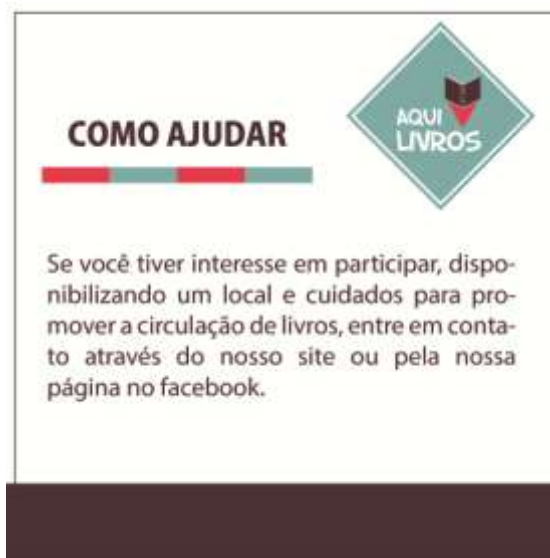 AQUI
LIVROS
COMO AJUDAR
Se você tiver interesse em participar, dispo-
nibilizando um local e cuidados para pro-
mover a circulação de livros, entre em conta-
to através do nosso site ou pela nossa
página no facebook.